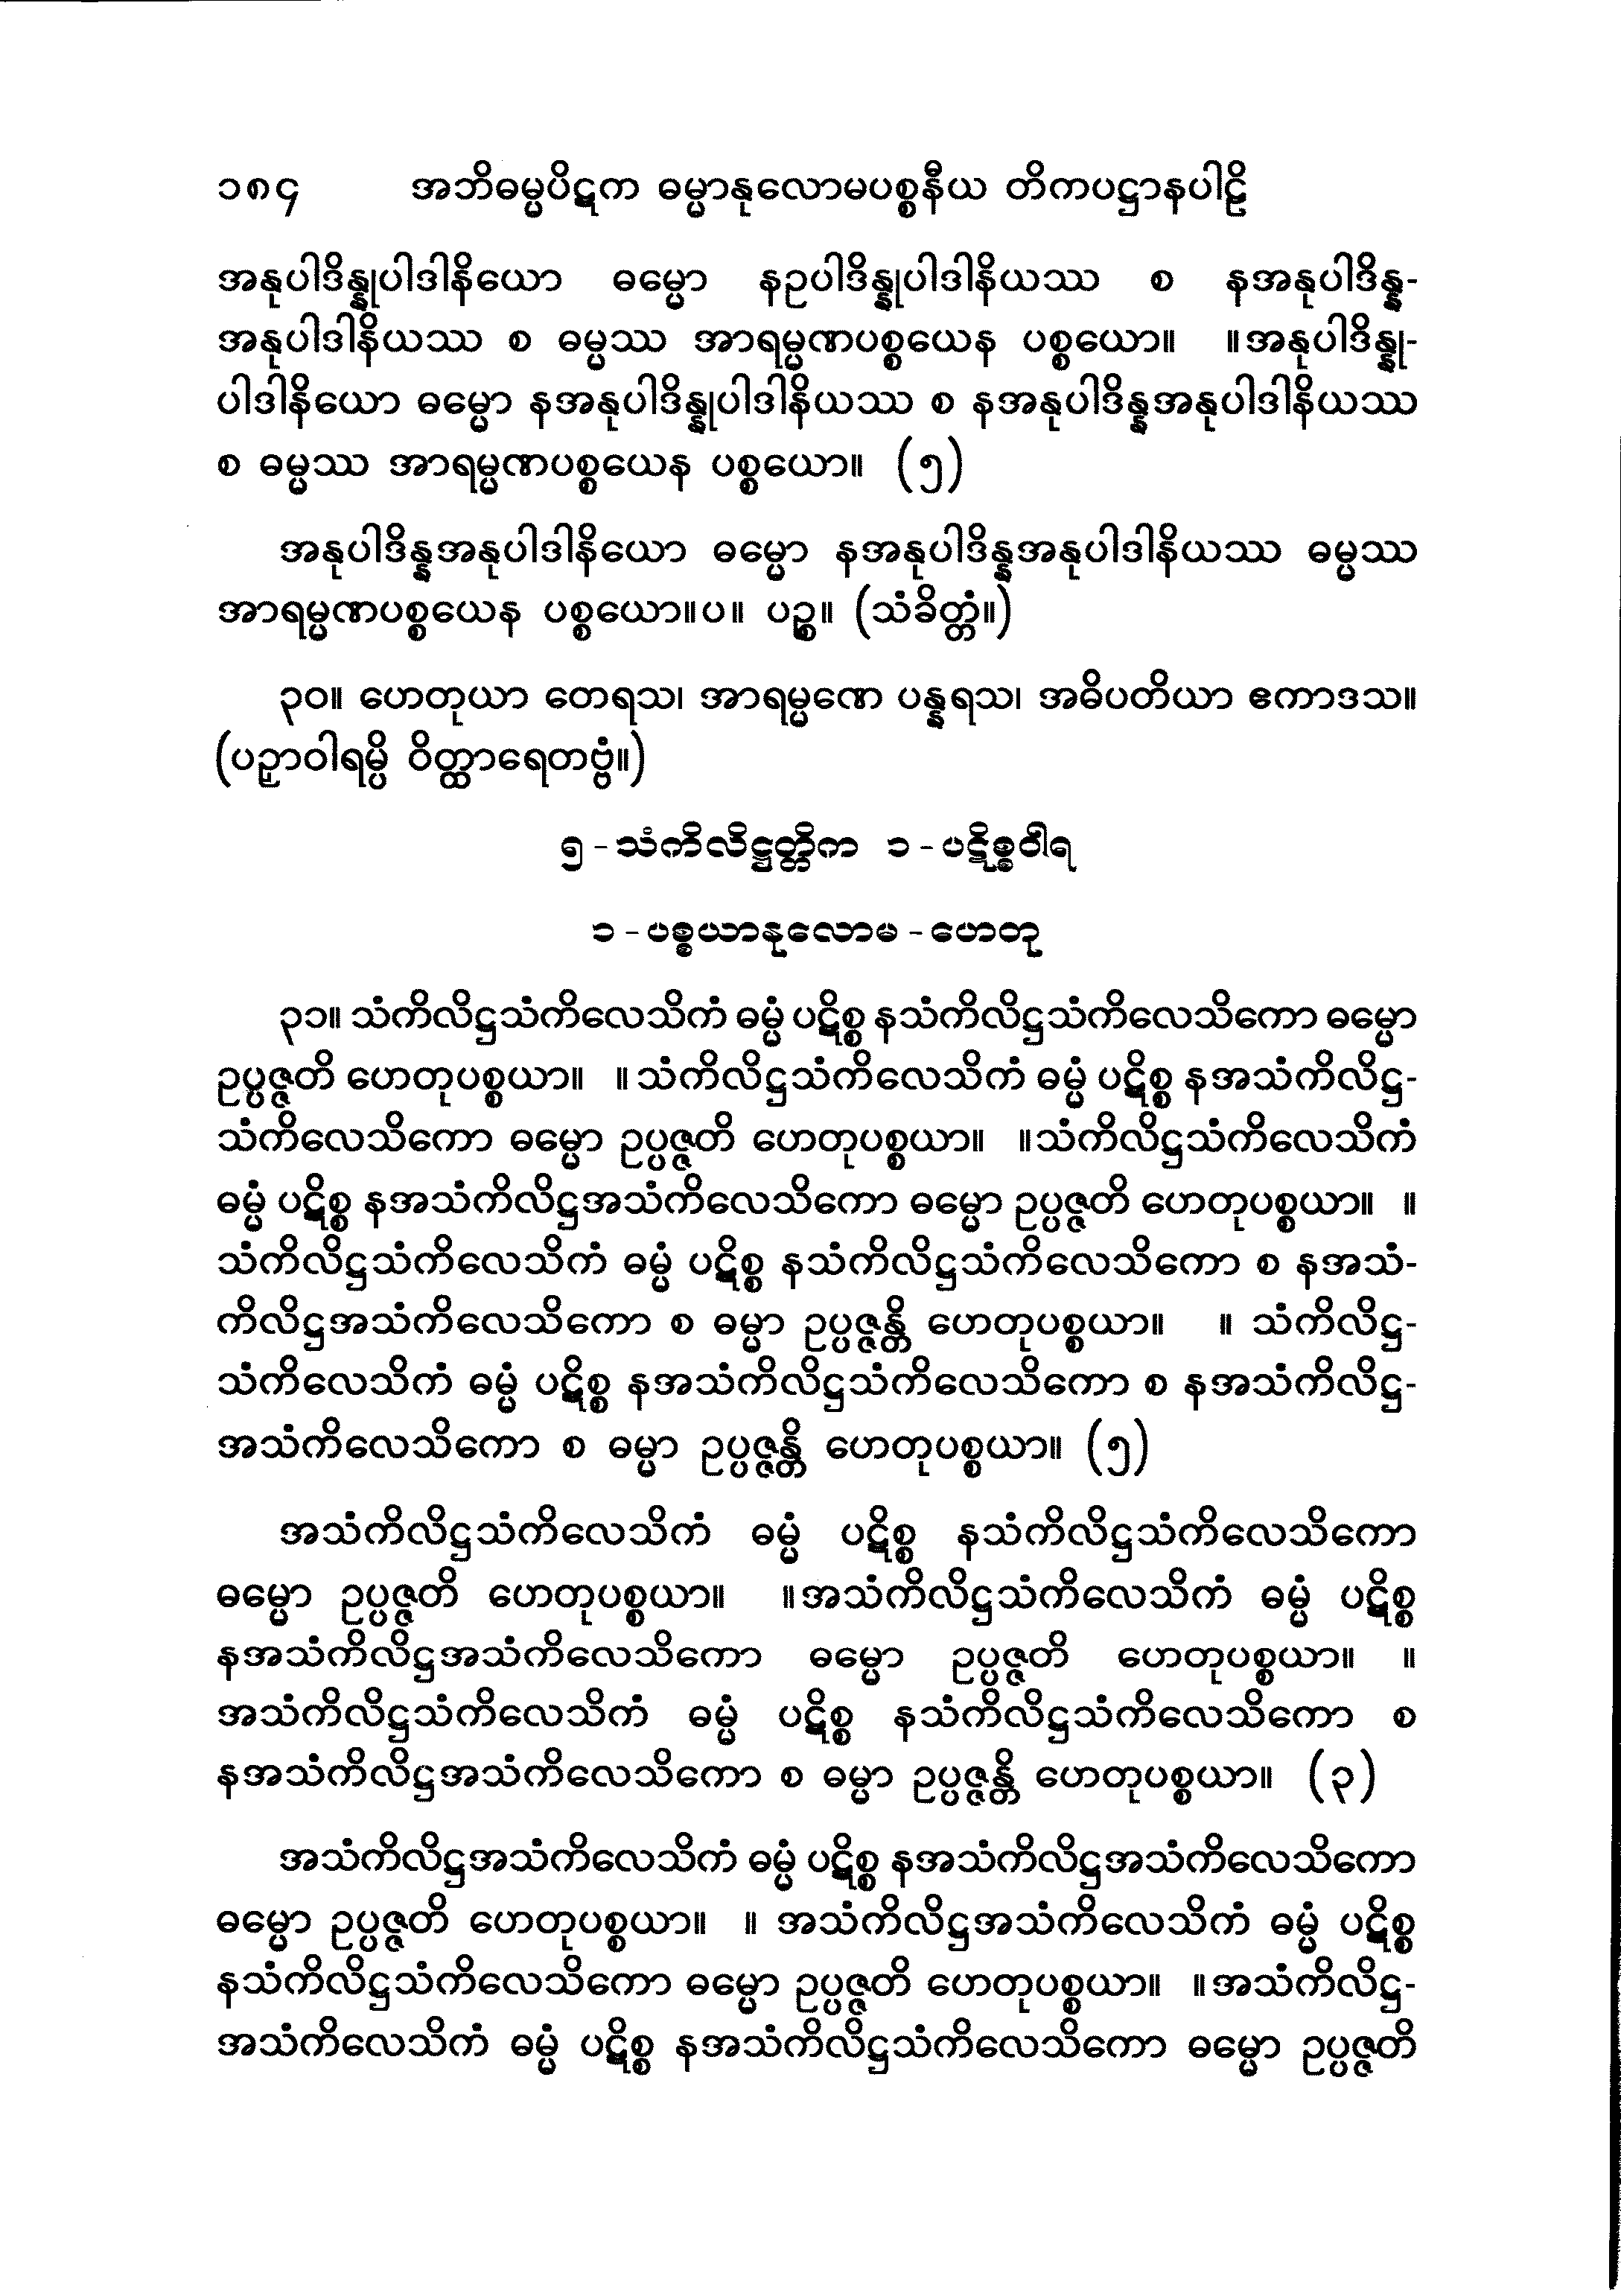 ၁၈၄ အဘိဓမ္မပိဋက ဓမ္မာနုလောမပစ္စနီယ တိကပဋ္ဌာနပါဠိ
အနုပါဒိန္နုပါဒါနိယော ဓမ္မော နဥပါဒိန္နုပါဒါနိယဿ စ နအနုပါဒိန္န-
အနုပါဒါနိယဿ စ ဓမ္မဿ အာရမ္မဏပစ္စယေန ပစ္စယော။ ။အနုပါဒိန္နု-
ပါဒါနိယော ဓမ္မော နအနုပါဒိန္နုပါဒါနိယဿ စ နအနုပါဒိန္နအနုပါဒါနိယဿ
စ ဓမ္မဿ အာရမ္မဏပစ္စယေန ပစ္စယော။ (၅)
အနုပါဒိန္နအနုပါဒါနိယော ဓမ္မော နအနုပါဒိန္နအနုပါဒါနိယဿ ဓမ္မဿ
အာရမ္မဏပစ္စယေန ပစ္စယော။ပ။ ပဉ္စ။ (သံခိတ္တံ။)
၃၀။ ဟေတုယာ တေရသ၊ အာရမ္မဏေ ပန္နရသ၊ အဓိပတိယာ ဧကာဒသ။
(ပဉှာဝါရမ္ပိ ဝိတ္ထာရေတဗ္ဗံ။)
၅ - သံကိလိဋ္ဌတ္တိက ၁ - ပဋိစ္စဝါရ
၁ - ပစ္စယာနုလောမ - ဟေတု
၃၁။ သံကိလိဋ္ဌသံကိလေသိကံ ဓမ္မံ ပဋိစ္စ နသံကိလိဋ္ဌသံကိလေသိကော ဓမ္မော
ဥပ္ပဇ္ဇတိ ဟေတုပစ္စယာ။ ။ သံကိလိဋ္ဌသံကိလေသိကံ ဓမ္မံ ပဋိစ္စ နအသံကိလိဋ္ဌ-
သံကိလေသိကော ဓမ္မော ဥပ္ပဇ္ဇတိ ဟေတုပစ္စယာ။ ။သံကိလိဋ္ဌသံကိလေသိကံ
ဓမ္မံ ပဋိစ္စ နအသံကိလိဋ္ဌအသံကိလေသိကော ဓမ္မော ဥပ္ပဇ္ဇတိ ဟေတုပစ္စယာ။ ။
သံကိလိဋ္ဌသံကိလေသိကံ ဓမ္မံ ပဋိစ္စ နသံကိလိဋ္ဌသံကိလေသိကော စ နအသံ-
ကိလိဋ္ဌအသံကိလေသိကော စ ဓမ္မာ ဥပ္ပဇ္ဇန္တိ ဟေတုပစ္စယာ။ ။ သံကိလိဋ္ဌ-
သံကိလေသိကံ ဓမ္မံ ပဋိစ္စ နအသံကိလိဋ္ဌသံကိလေသိကော စ နအသံကိလိဋ္ဌ-
အသံကိလေသိကော စ ဓမ္မာ ဥပ္ပဇ္ဇန္တိ ဟေတုပစ္စယာ။ (၅)
အသံကိလိဋ္ဌသံကိလေသိကံ ဓမ္မံ ပဋိစ္စ နသံကိလိဋ္ဌသံကိလေသိကော
ဓမ္မော ဥပ္ပဇ္ဇတိ ဟေတုပစ္စယာ။ ။အသံကိလိဋ္ဌသံကိလေသိကံ ဓမ္မံ ပဋိစ္စ
နအသံကိလိဋ္ဌအသံကိလေသိကော ဓမ္မော ဥပ္ပဇ္ဇတိ ဟေတုပစ္စယာ။ ။
အသံကိလိဋ္ဌသံကိလေသိကံ ဓမ္မံ ပဋိစ္စ နသံကိလိဋ္ဌသံကိလေသိကော စ
နအသံကိလိဋ္ဌအသံကိလေသိကော စ ဓမ္မာ ဥပ္ပဇ္ဇန္တိ ဟေတုပစ္စယာ။ (၃)
အသံကိလိဋ္ဌအသံကိလေသိကံ ဓမ္မံ ပဋိစ္စ နအသံကိလိဋ္ဌအသံကိလေသိကော
ဓမ္မော ဥပ္ပဇ္ဇတိ ဟေတုပစ္စယာ။ ။ အသံကိလိဋ္ဌအသံကိလေသိကံ ဓမ္မံ ပဋိစ္စ
နသံကိလိဋ္ဌသံကိလေသိကော ဓမ္မော ဥပ္ပဇ္ဇတိ ဟေတုပစ္စယာ။ ။အသံကိလိဋ္ဌ-
အသံကိလေသိကံ ဓမ္မံ ပဋိစ္စ နအသံကိလိဋ္ဌသံကိလေသိကော ဓမ္မော ဥပ္ပဇ္ဇတိ